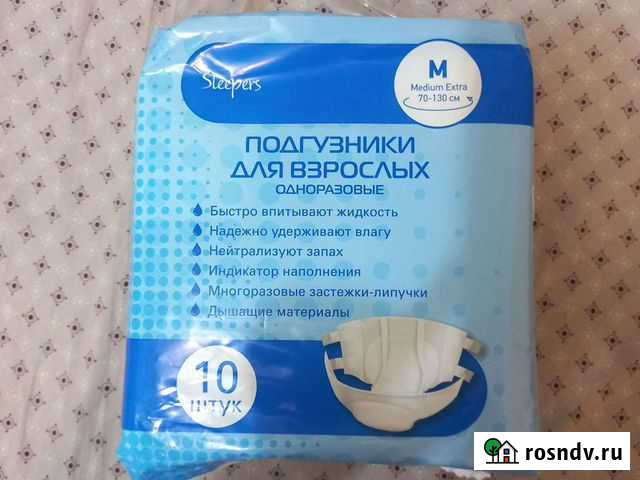 Sleepers
M
Medium Extra
70-130 см
ПОДГУЗНИКИ
ДЛЯ ВЗРОСЛЫХ
ОДНОРАЗОВЫЕ
Быстро впитывают жидкость
Надежно удерживают влагу
Нейтрализуют запах
Индикатор наполнения
Многоразовые застежки-липучки
Дышащие материалы
10
ШТУК
rosndv.ru